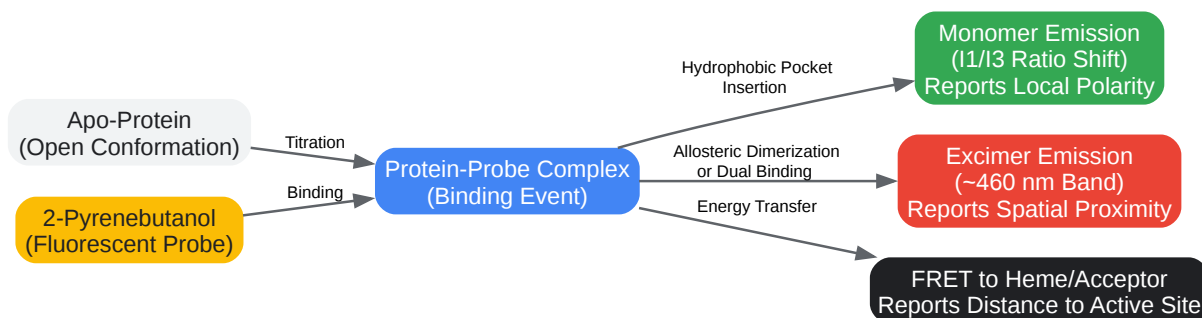 Apo-Protein
(Open Conformation)
2-Pyrenebutanol
(Fluorescent Probe)
Titration
Binding
Protein-Probe Complex
(Binding Event)
Hydrophobic Pocket
Insertion
Allosteric Dimerization
or Dual Binding
Energy Transfer
Monomer Emission
(I1/I3 Ratio Shift)
Reports Local Polarity
Excimer Emission
(~460 nm Band)
Reports Spatial Proximity
FRET to Heme/Acceptor
Reports Distance to Active Site